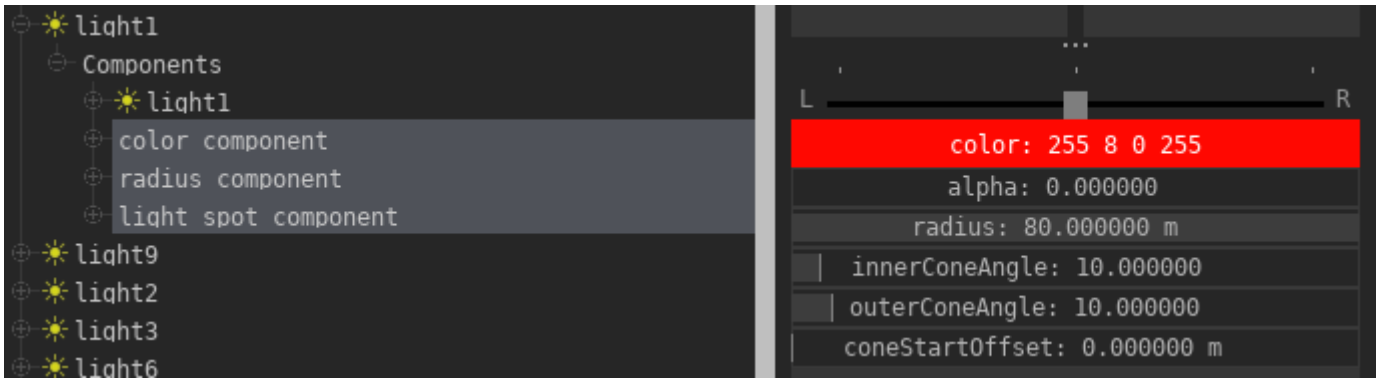 light1
Components
light1
color component
radius component
light spot component
light9
light2
light3
light6
...
L R
color: 255 8 0 255
alpha: 0.000000
radius: 80.000000 m
innerConeAngle: 10.000000
outerConeAngle: 10.000000
coneStartOffset: 0.000000 m